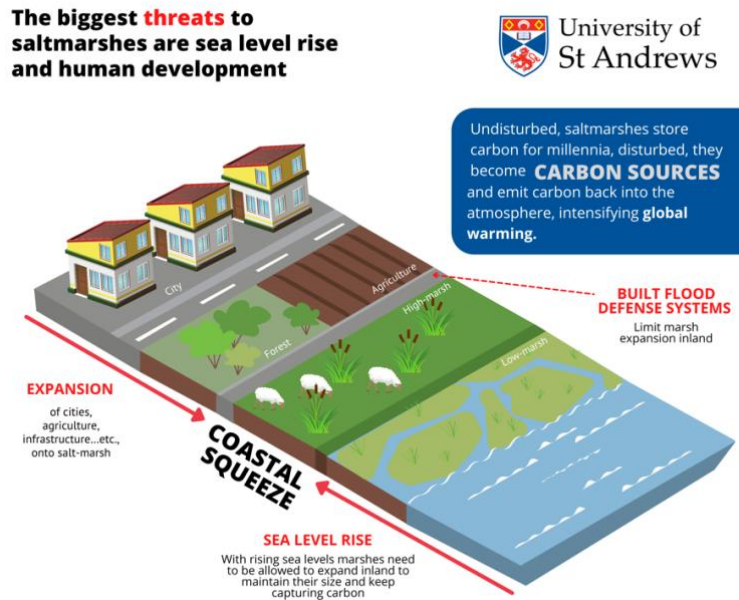 The biggest threats to
saltmarshes are sea level rise
and human development
University of
St Andrews
Undisturbed, saltmarshes store
carbon for millennia, disturbed, they
become CARBON SOURCES
and emit carbon back into the
atmosphere, intensifying global
warming.
City
Agriculture
Forest
High-marsh
Low-marsh
BUILT FLOOD
DEFENSE SYSTEMS
Limit marsh
expansion inland
EXPANSION
of cities,
agriculture,
infrastructure...etc.,
onto salt-marsh
COASTAL
SQUEEZE
SEA LEVEL RISE
With rising sea levels marshes need
to be allowed to expand inland to
maintain their size and keep
capturing carbon